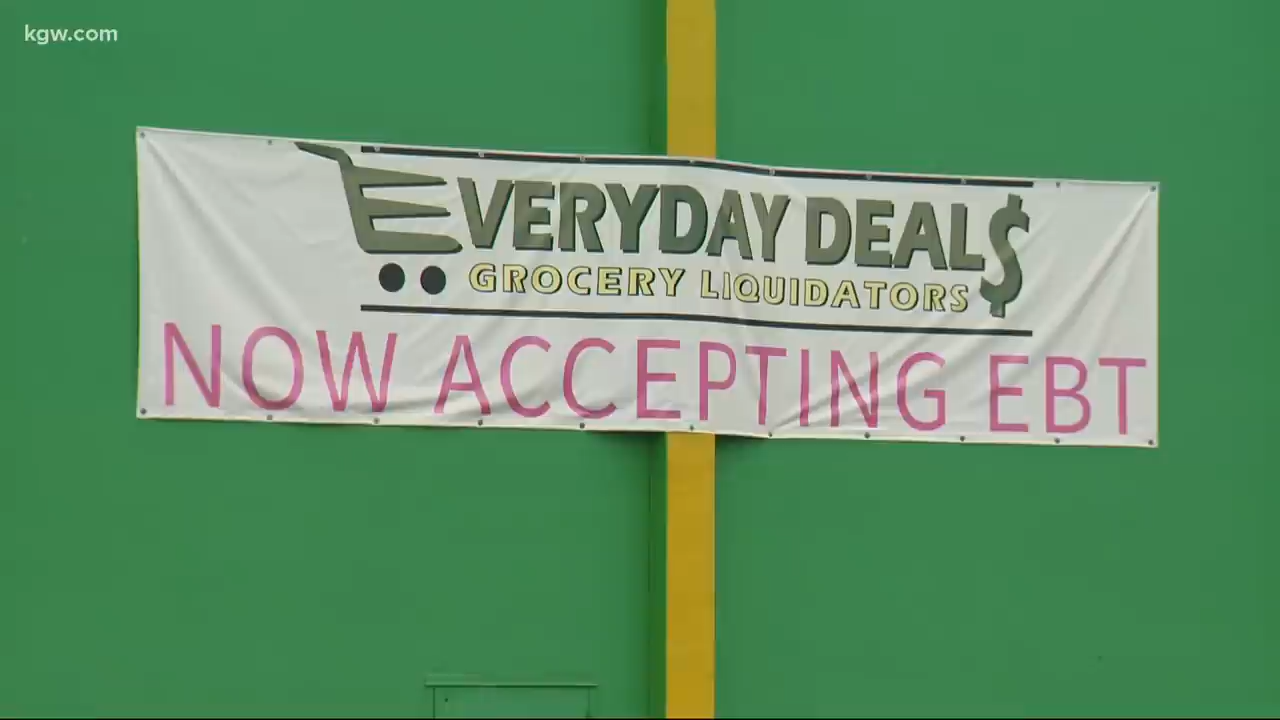 kgw.com
EVERYDAY DEAL$
GROCERY LIQUIDATORS
NOW ACCEPTING EBT